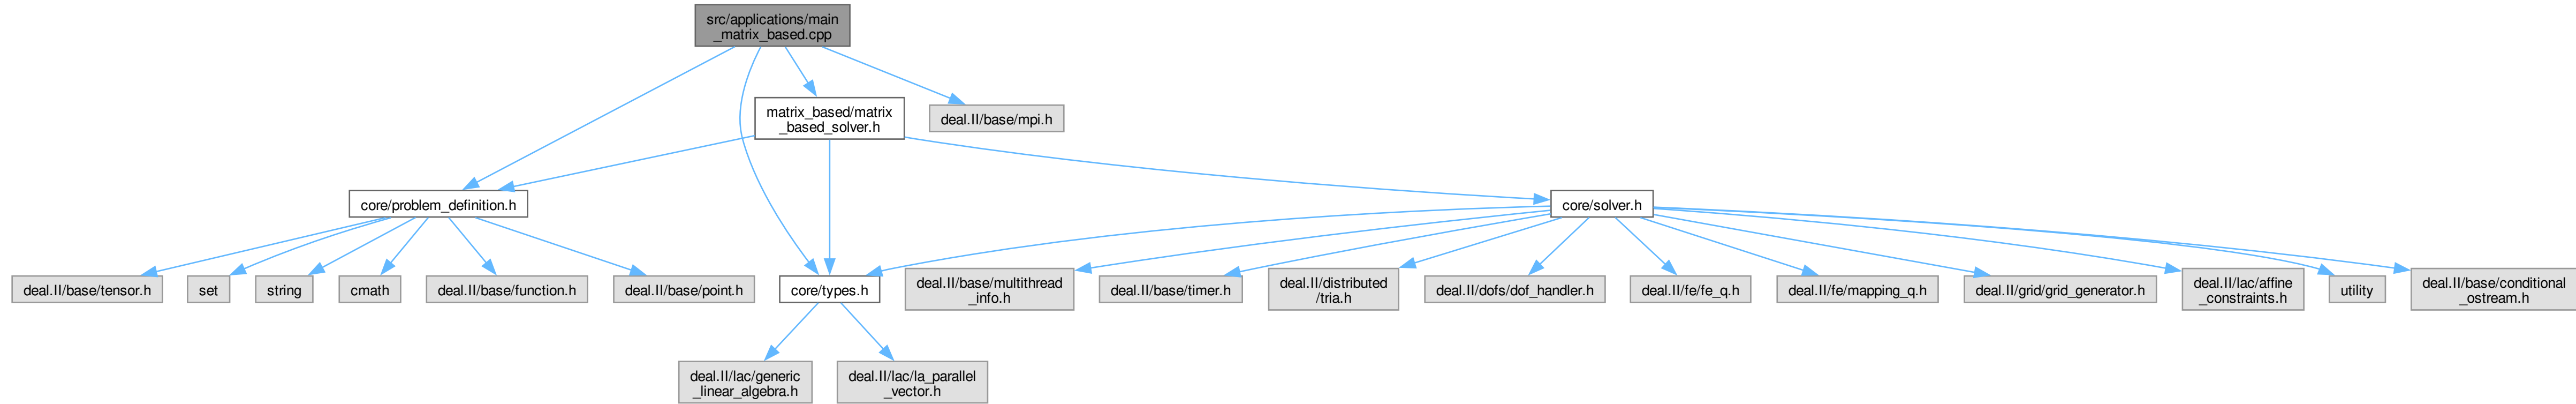 src/applications/main
_matrix_based.cpp
matrix_based/matrix
_based_solver.h
deal.II/base/mpi.h
core/problem_definition.h
core/solver.h
deal.II/base/tensor.h
set
string
cmath
deal.II/base/function.h
deal.II/base/point.h
core/types.h
deal.II/base/multithread
_info.h
deal.II/base/timer.h
deal.II/distributed
/tria.h
deal.II/dofs/dof_handler.h
deal.II/fe/fe_q.h
deal.II/fe/mapping_q.h
deal.II/grid/grid_generator.h
deal.II/lac/affine
_constraints.h
utility
deal.II/base/conditional
_ostream.h
deal.II/lac/generic
_linear_algebra.h
deal.II/lac/la_parallel
_vector.h